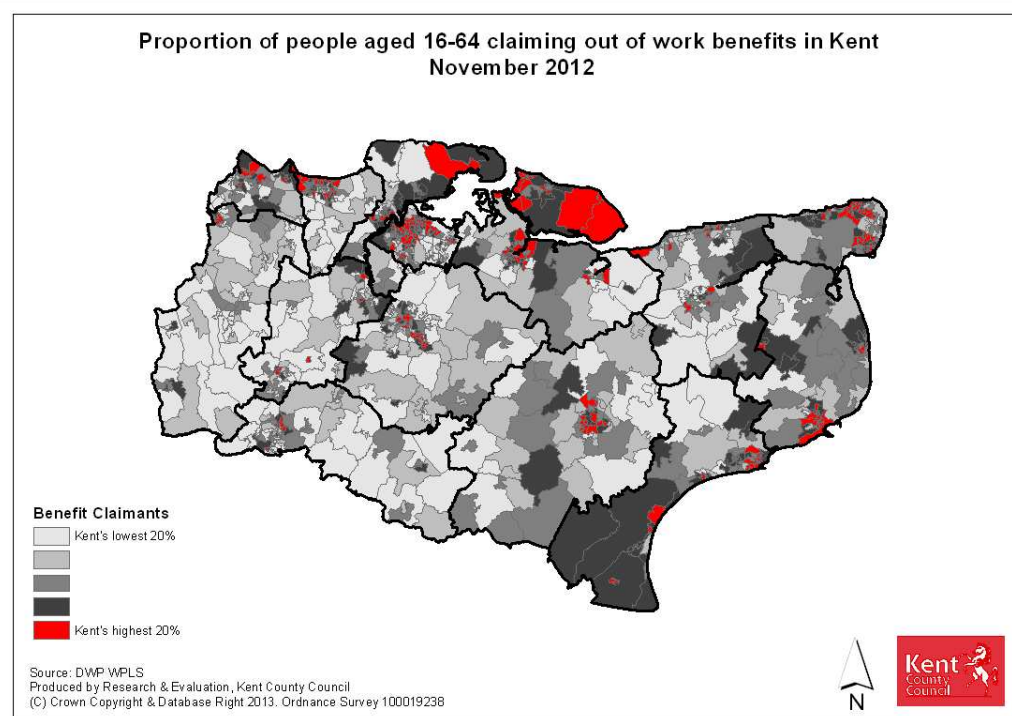 Proportion of people aged 16-64 claiming out of work benefits in Kent
November 2012
Benefit Claimants
Kent's lowest 20%
Kent's highest 20%
Source: DWP WPLS
Produced by Research & Evaluation, Kent County Council
(C) Crown Copyright & Database Right 2013. Ordnance Survey 100019238
N
Kent
County
Council